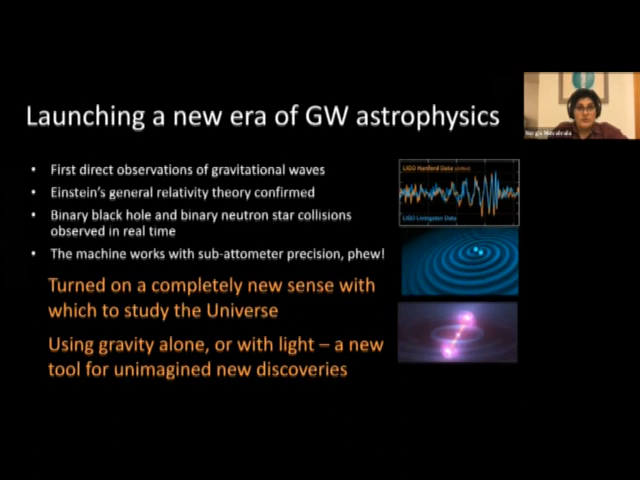 Launching a new era of GW astrophysics
Nergis Mavalvala
• First direct observations of gravitational waves
• Einstein's general relativity theory confirmed
• Binary black hole and binary neutron star collisions
observed in real time
• The machine works with sub-attometer precision, phew!
Turned on a completely new sense with
which to study the Universe
Using gravity alone, or with light – a new
tool for unimagined new discoveries
LIGO Hanford Data
LIGO Livingston Data